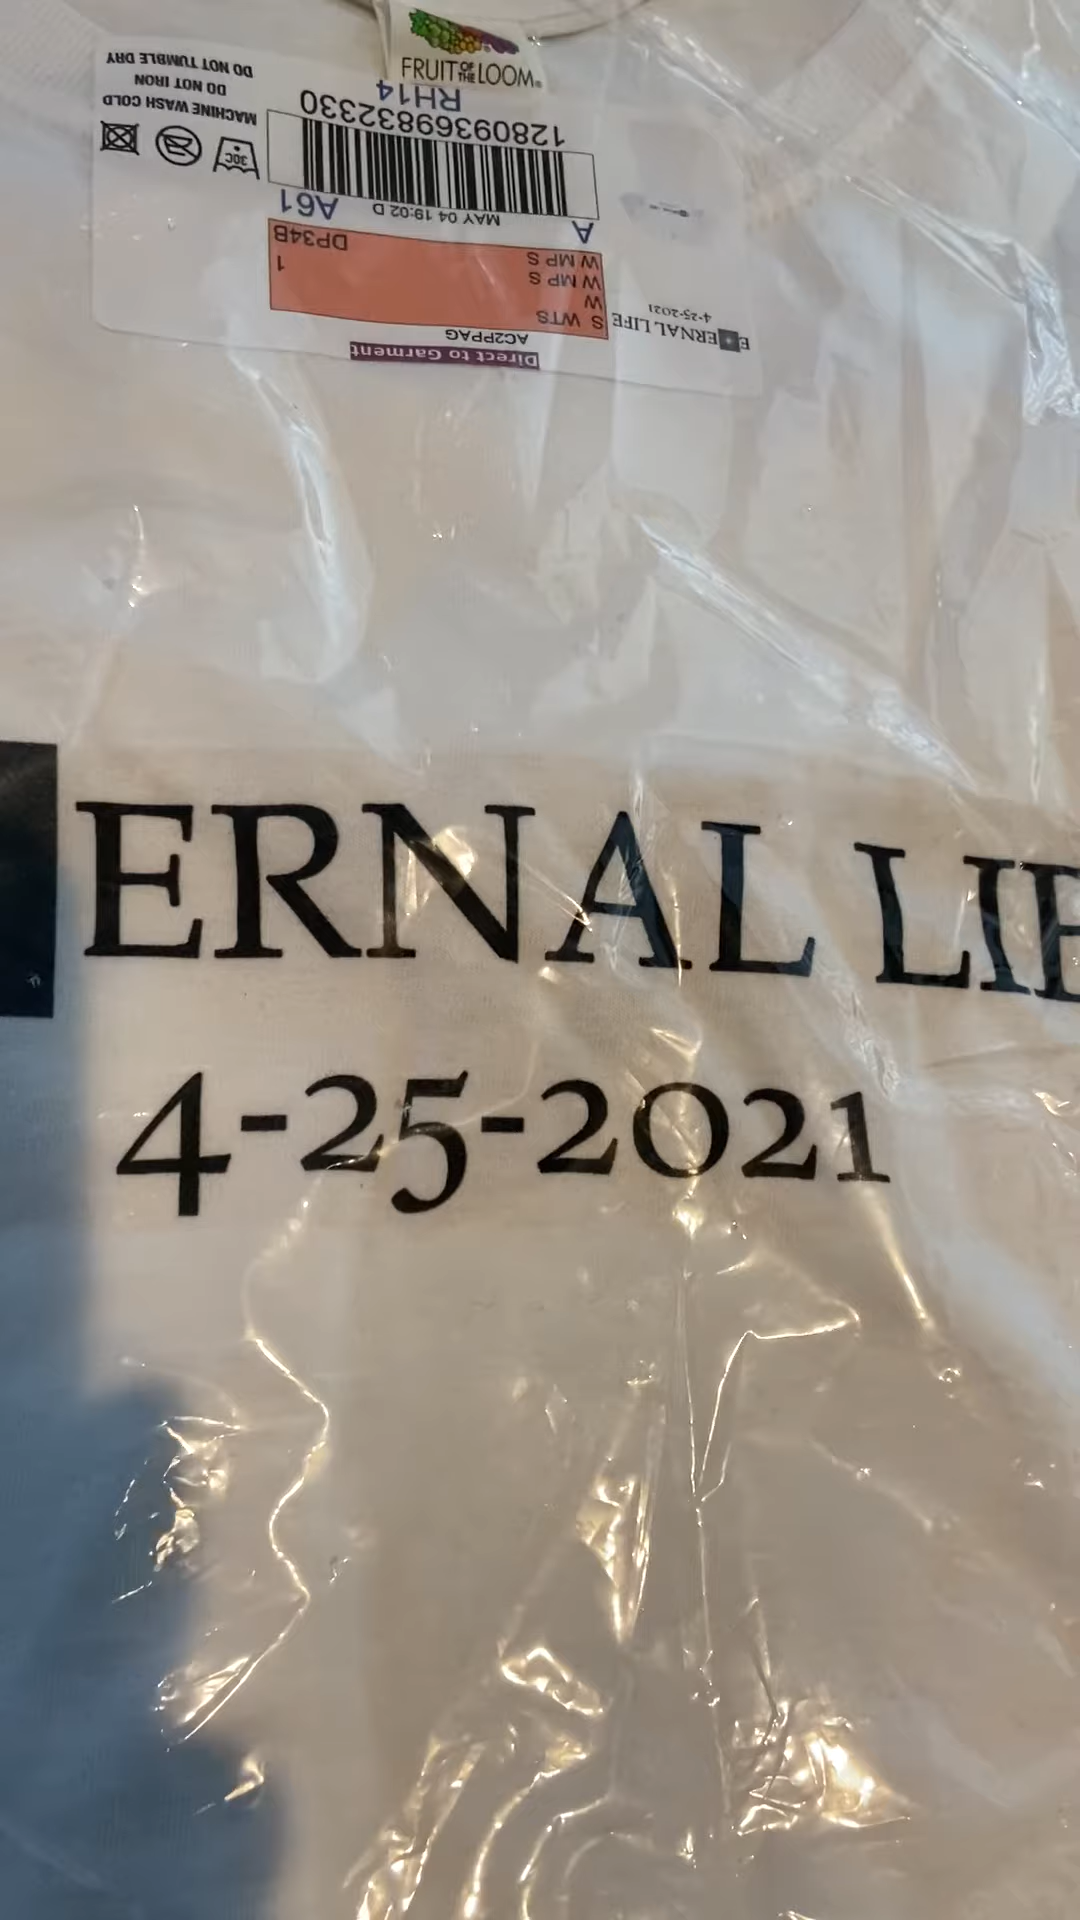 FRUIT OF THE LOOM
RH14
12809369832330
MACHINE WASH COLD
DO NOT IRON
DO NOT TUMBLE DRY
30C
MAY 04 19:02 D
A
A61
W MP S
DP34B
W MP S
1
W
S WTS
AC2PPAG
Direct to Garment
E ERNAL LIFE
4-25-2021
ERNAL LIF
4-25-2021